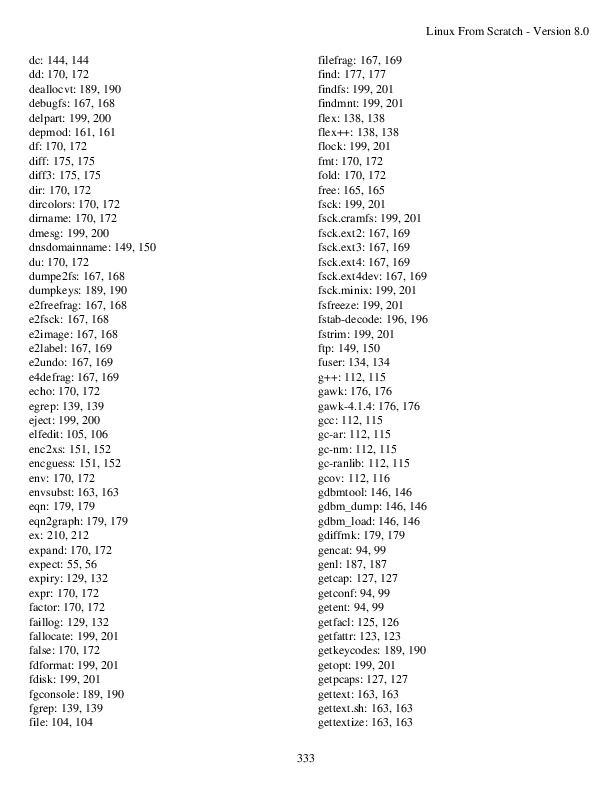 Linux From Scratch - Version 8.0
dc: 144, 144
dd: 170, 172
deallocvt: 189, 190
debugfs: 167, 168
delpart: 199, 200
depmod: 161, 161
df: 170, 172
diff: 175, 175
diff3: 175, 175
dir: 170, 172
dircolors: 170, 172
dirname: 170, 172
dmesg: 199, 200
dnsdomainname: 149, 150
du: 170, 172
dumpe2fs: 167, 168
dumpkeys: 189, 190
e2freefrag: 167, 168
e2fsck: 167, 168
e2image: 167, 168
e2label: 167, 169
e2undo: 167, 169
e4defrag: 167, 169
echo: 170, 172
egrep: 139, 139
eject: 199, 200
elfedit: 105, 106
enc2xs: 151, 152
encguess: 151, 152
env: 170, 172
envsubst: 163, 163
eqn: 179, 179
eqn2graph: 179, 179
ex: 210, 212
expand: 170, 172
expect: 55, 56
expiry: 129, 132
expr: 170, 172
factor: 170, 172
faillog: 129, 132
fallocate: 199, 201
false: 170, 172
fdformat: 199, 201
fdisk: 199, 201
fgconsole: 189, 190
fgrep: 139, 139
file: 104, 104
filefrag: 167, 169
find: 177, 177
findfs: 199, 201
findmnt: 199, 201
flex: 138, 138
flex++: 138, 138
flock: 199, 201
fmt: 170, 172
fold: 170, 172
free: 165, 165
fsck: 199, 201
fsck.cramfs: 199, 201
fsck.ext2: 167, 169
fsck.ext3: 167, 169
fsck.ext4: 167, 169
fsck.ext4dev: 167, 169
fsck.minix: 199, 201
fsfreeze: 199, 201
fstab-decode: 196, 196
fstrim: 199, 201
ftp: 149, 150
fuser: 134, 134
g++: 112, 115
gawk: 176, 176
gawk-4.1.4: 176, 176
gcc: 112, 115
gc-ar: 112, 115
gc-nm: 112, 115
gc-ranlib: 112, 115
gcov: 112, 116
gdbmtool: 146, 146
gdbm_dump: 146, 146
gdbm_load: 146, 146
gdiffmk: 179, 179
gencat: 94, 99
genl: 187, 187
getcap: 127, 127
getconf: 94, 99
getent: 94, 99
getfacl: 125, 126
getfattr: 123, 123
getkeycodes: 189, 190
getopt: 199, 201
getpcaps: 127, 127
gettext: 163, 163
gettext.sh: 163, 163
gettextize: 163, 163
333